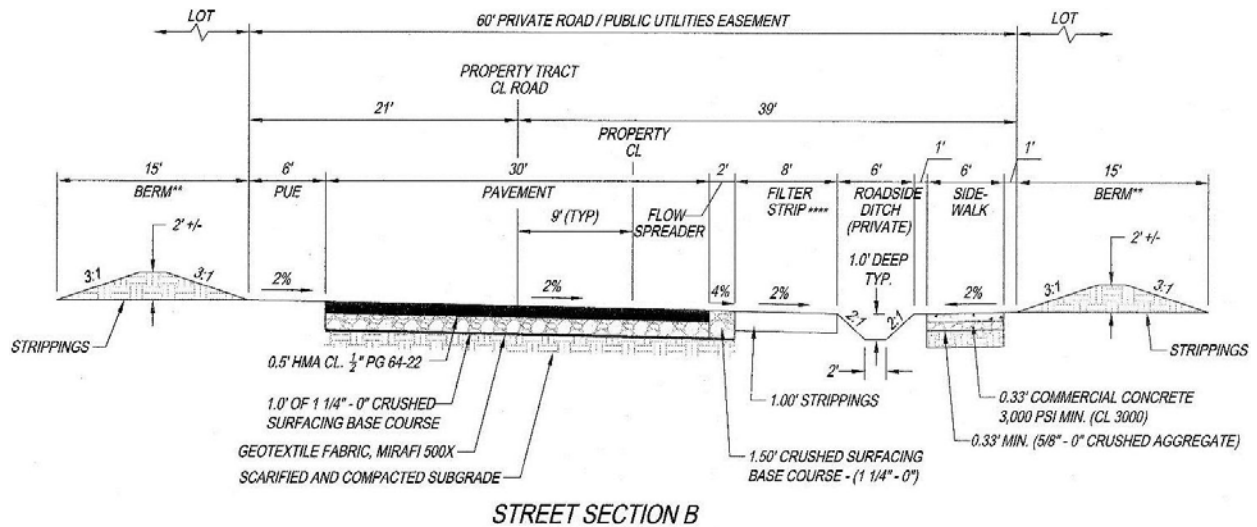 LOT
60' PRIVATE ROAD / PUBLIC UTILITIES EASEMENT
LOT
PROPERTY TRACT
CL ROAD
21'
39'
PROPERTY
CL
15'
6'
30'
2'
8'
6'
1'
6'
1'
15'
BERM**
PUE
PAVEMENT
FILTER
STRIP ****
ROADSIDE
DITCH
(PRIVATE)
SIDE-
WALK
BERM**
9' (TYP)
FLOW
SPREADER
2' +/-
1.0' DEEP
TYP.
2' +/-
3:1
3:1
2%
2%
4%
2%
2:1
2:1
2%
3:1
3:1
STRIPPINGS
0.5' HMA CL. 1/2" PG 64-22
1.0' OF 1 1/4" - 0" CRUSHED
SURFACING BASE COURSE
GEOTEXTILE FABRIC, MIRAFI 500X
SCARIFIED AND COMPACTED SUBGRADE
1.00' STRIPPINGS
2'
1.50' CRUSHED SURFACING
BASE COURSE - (1 1/4" - 0")
0.33' COMMERCIAL CONCRETE
3,000 PSI MIN. (CL 3000)
0.33' MIN. (5/8" - 0" CRUSHED AGGREGATE)
STRIPPINGS
STREET SECTION B